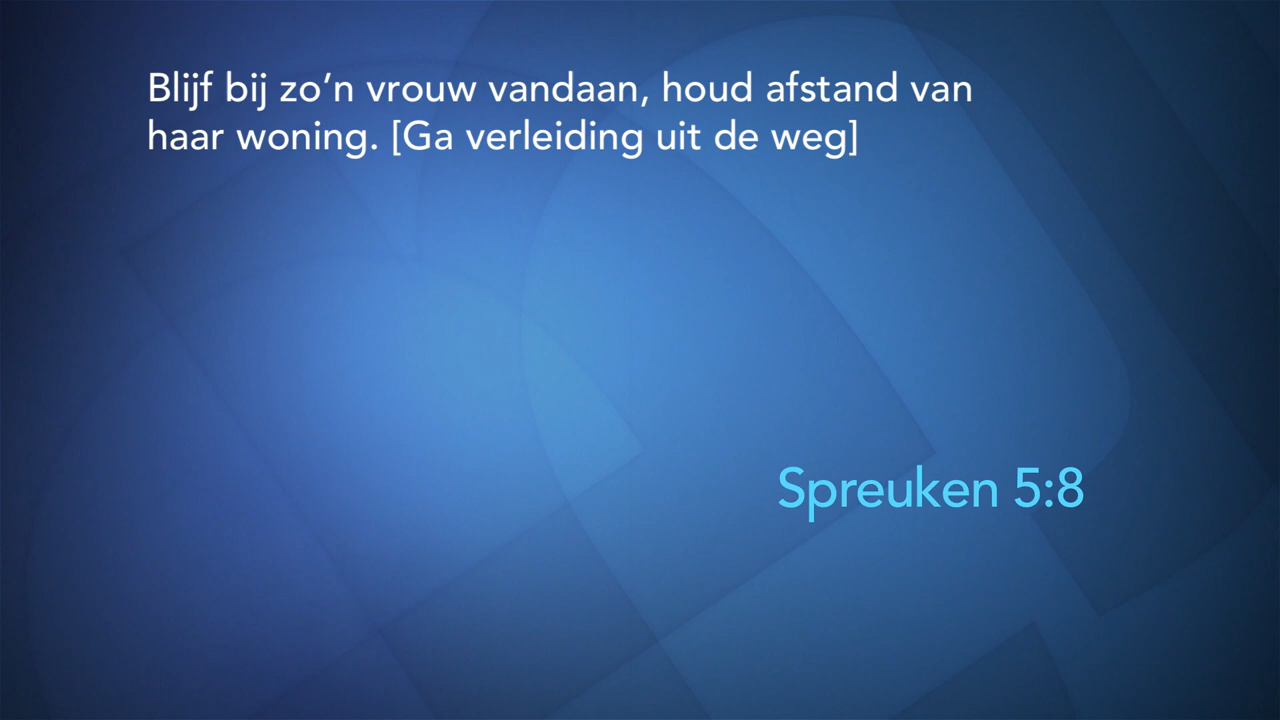 Blijf bij zo’n vrouw vandaan, houd afstand van
haar woning. [Ga verleiding uit de weg]
Spreuken 5:8